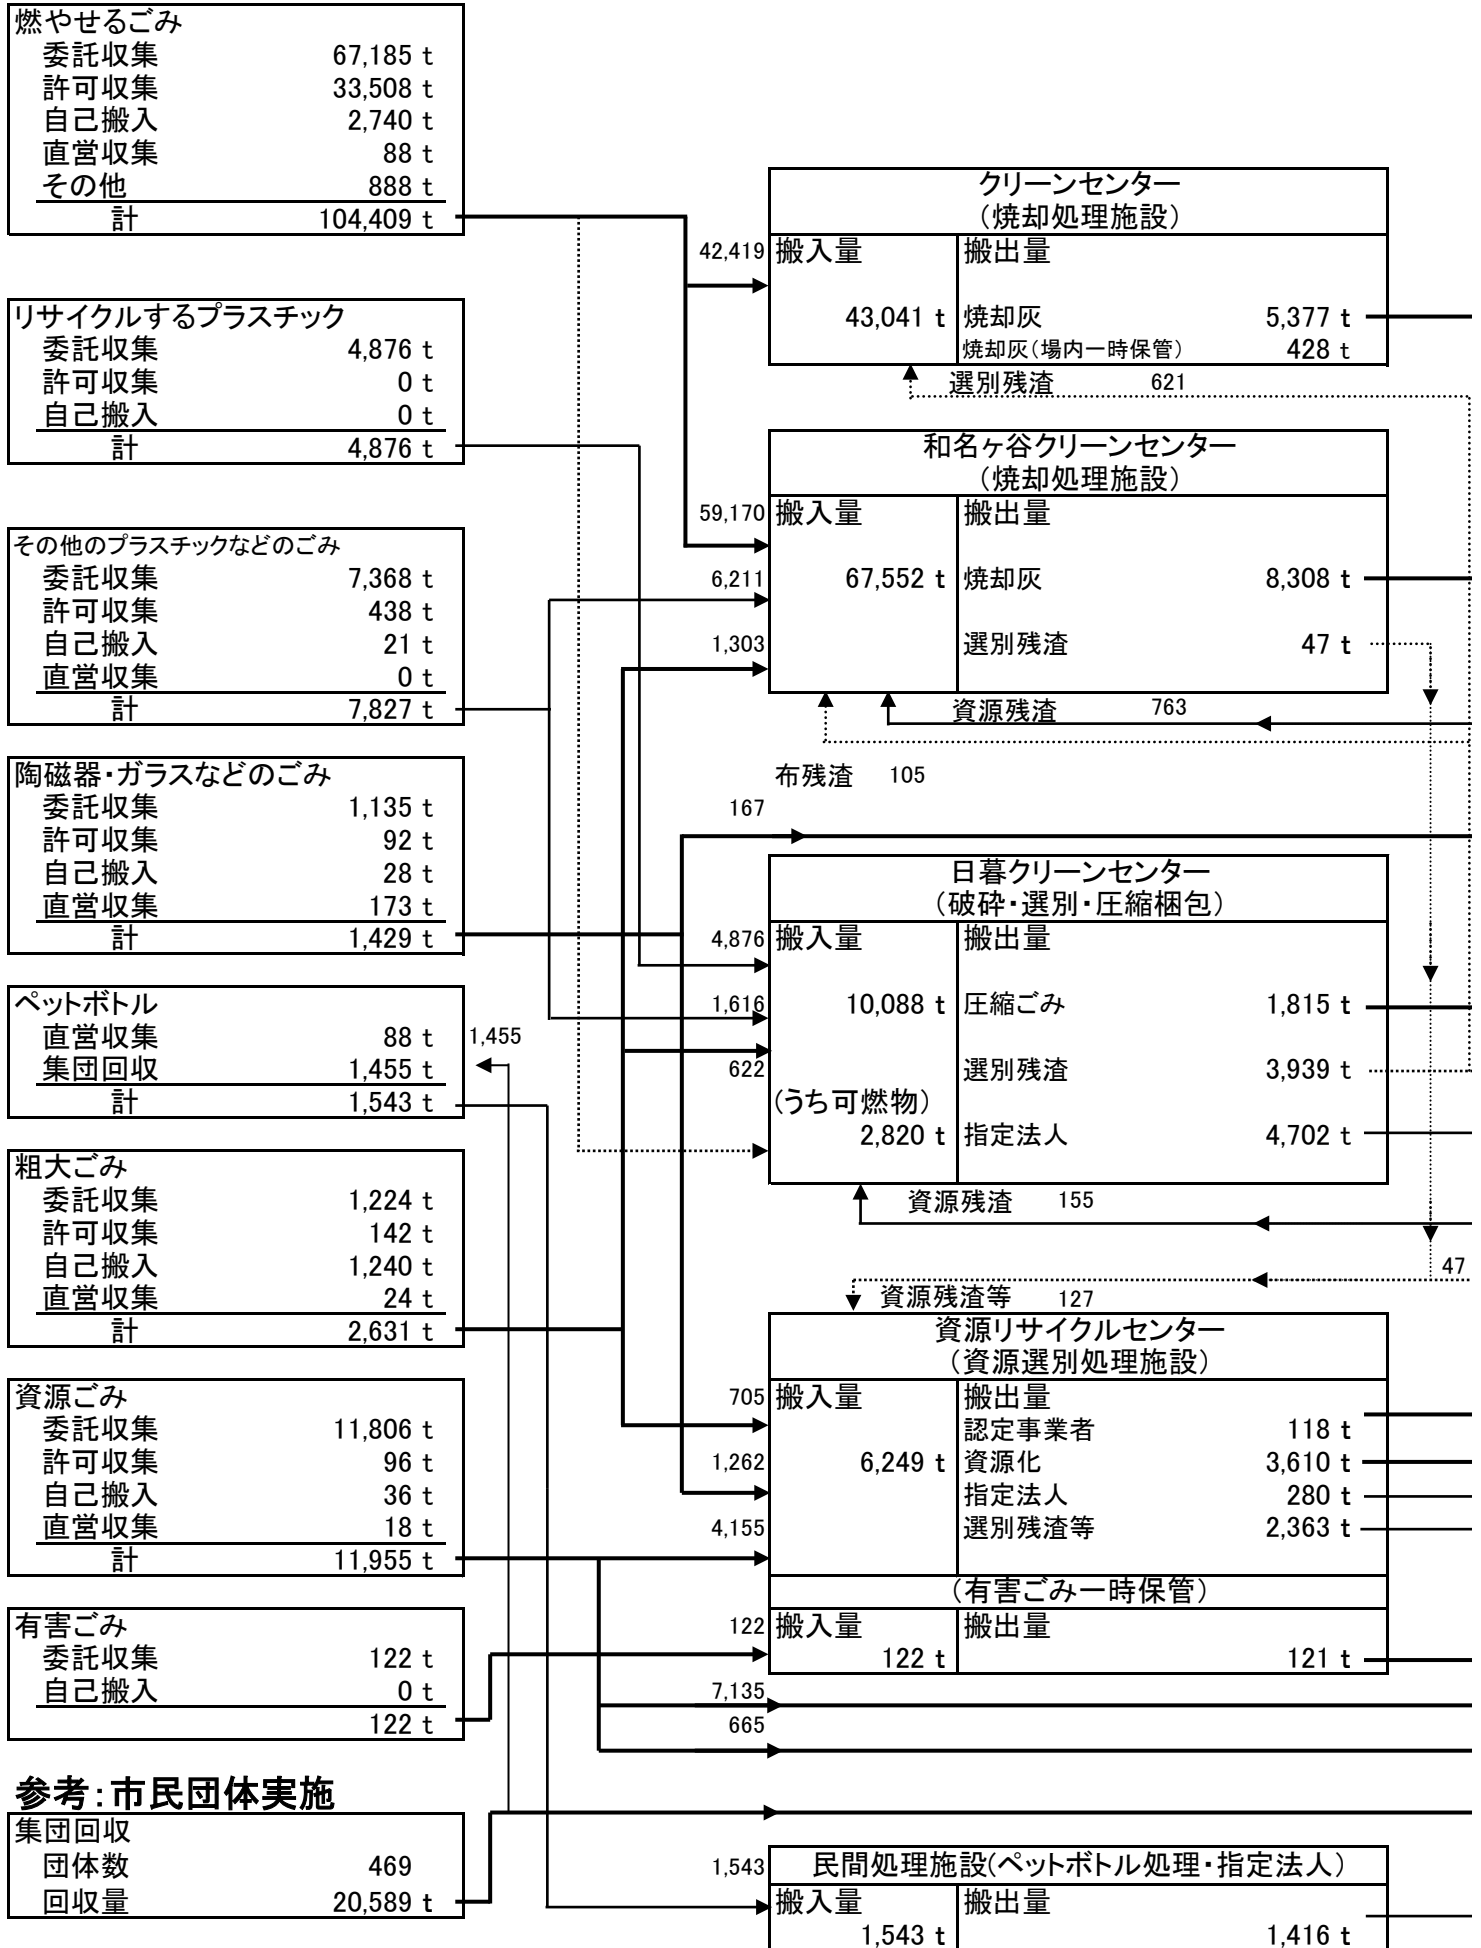 燃やせるごみ
委託収集 67,185 t
許可収集 33,508 t
自己搬入 2,740 t
直営収集 88 t
その他 888 t
計 104,409 t
リサイクルするプラスチック
委託収集 4,876 t
許可収集 0 t
自己搬入 0 t
計 4,876 t
その他のプラスチックなどのごみ
委託収集 7,368 t
許可収集 438 t
自己搬入 21 t
直営収集 0 t
計 7,827 t
陶磁器・ガラスなどのごみ
委託収集 1,135 t
許可収集 92 t
自己搬入 28 t
直営収集 173 t
計 1,429 t
ペットボトル
直営収集 88 t
集団回収 1,455 t
計 1,543 t
1,455
粗大ごみ
委託収集 1,224 t
許可収集 142 t
自己搬入 1,240 t
直営収集 24 t
計 2,631 t
資源ごみ
委託収集 11,806 t
許可収集 96 t
自己搬入 36 t
直営収集 18 t
計 11,955 t
有害ごみ
委託収集 122 t
自己搬入 0 t
122 t
参考:市民団体実施
集団回収
団体数 469
回収量 20,589 t
クリーンセンター
(焼却処理施設)
42,419 搬入量 搬出量
43,041 t 焼却灰 5,377 t
焼却灰(場内一時保管) 428 t
選別残渣 621
和名ヶ谷クリーンセンター
(焼却処理施設)
59,170 搬入量 搬出量
6,211 67,552 t 焼却灰 8,308 t
1,303 選別残渣 47 t
資源残渣 763
布残渣 105
167
日暮クリーンセンター
(破砕・選別・圧縮梱包)
4,876 搬入量 搬出量
1,616 10,088 t 圧縮ごみ 1,815 t
622 選別残渣 3,939 t
(うち可燃物)
2,820 t 指定法人 4,702 t
資源残渣 155
47
資源残渣等 127
資源リサイクルセンター
(資源選別処理施設)
705 搬入量 搬出量
認定事業者 118 t
1,262 6,249 t 資源化 3,610 t
指定法人 280 t
4,155 選別残渣等 2,363 t
(有害ごみ一時保管)
122 搬入量 搬出量
122 t 121 t
7,135
665
1,543 民間処理施設(ペットボトル処理・指定法人)
搬入量 搬出量
1,543 t 1,416 t